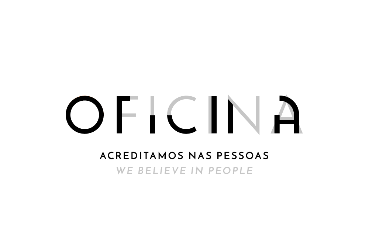 OFICINA
ACREDITAMOS NAS PESSOAS
WE BELIEVE IN PEOPLE